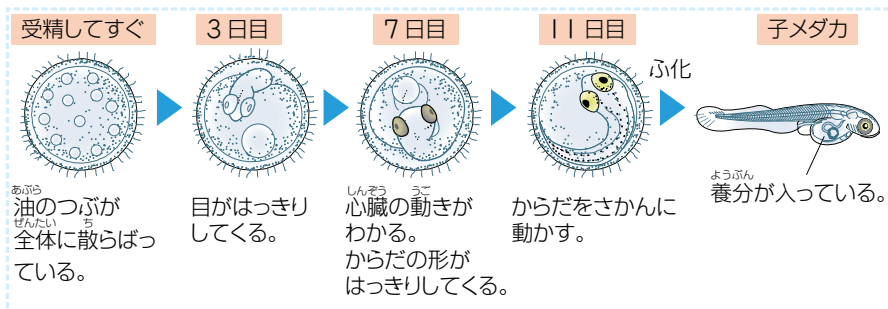 受精してすぐ
3日目
7日目
11日目
子メダカ
ふ化
あぶら
油のつぶが
ぜんたい ち
全体に散らばっ
ている。
目がはっきり
してくる。
しんぞう うご
心臓の動きが
わかる。
からだの形が
はっきりしてくる。
からだをさかんに
動かす。
ようぶん
養分が入っている。